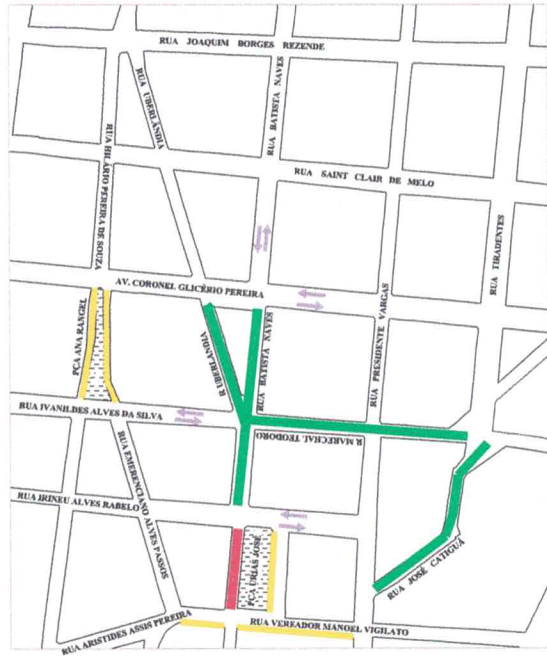 RUA JOAQUIM BORGES REZENDE
RUA UBERLÂNDIA
RUA BATISTA NAVES
RUA HILÁRIO PEREIRA DE SOUZA
RUA SAINT CLAIR DE MELO
RUA TIRADENTES
AV. CORONEL GLICÉRIO PEREIRA
PÇA ANA RANGEL
R. UBERLÂNDIA
RUA BATISTA NAVES
RUA PRESIDENTE VARGAS
RUA IVANILDES ALVES DA SILVA
R. MARECHAL TEODORO
RUA EMERENCIANO ALVES PASSOS
RUA IRINEU ALVES RABELO
PÇA URIAS JOSÉ
RUA JOSÉ CATIGUÁ
RUA ARISTIDES ASSIS PEREIRA
RUA VEREADOR MANOEL VIGILATO